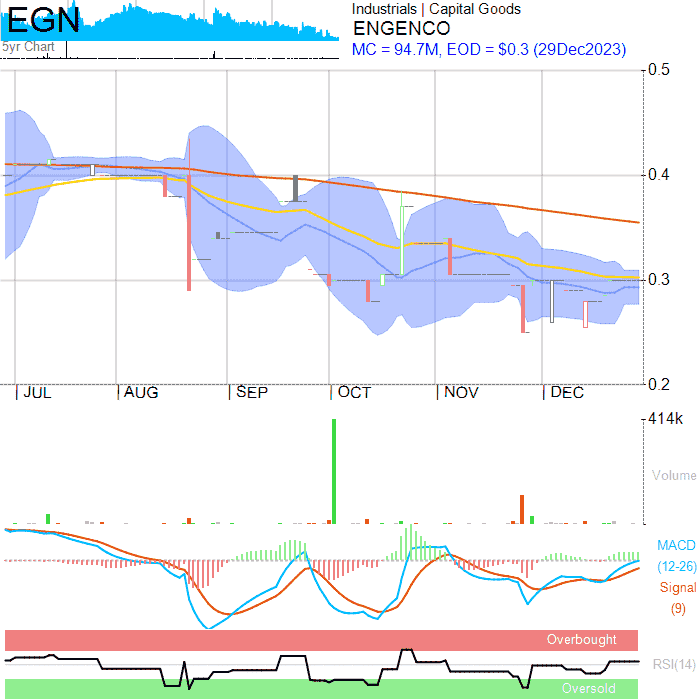 EGN
5yr Chart
Industrials | Capital Goods
ENGENCO
MC = 94.7M, EOD = $0.3 (29Dec2023)
0.5
0.4
0.3
0.2
JUL AUG SEP OCT NOV DEC
414k
Volume
MACD
(12-26)
Signal
(9)
Overbought
RSI(14)
Oversold